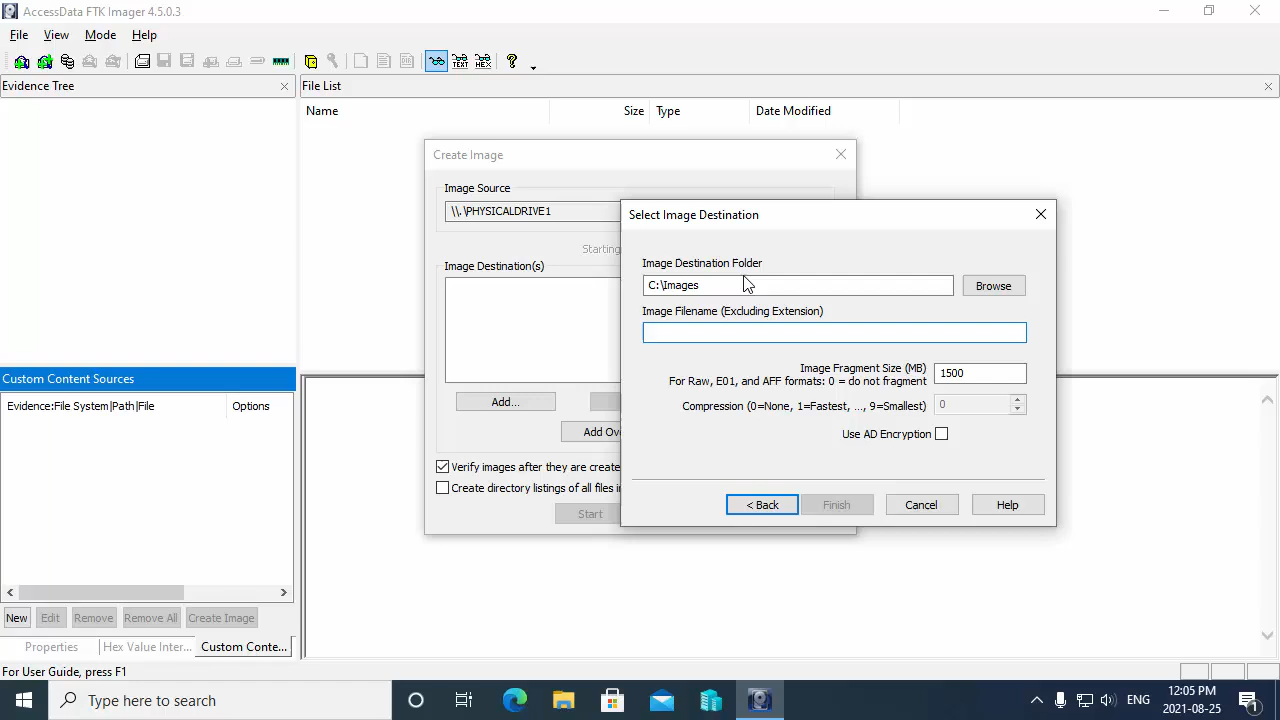 AccessData FTK Imager 4.5.0.3
File View Mode Help
TEXT HEX ?
Evidence Tree
File List
Name Size Type Date Modified
Create Image
Image Source
\\.\PHYSICALDRIVE1
Starting
Image Destination(s)
Add...
Add Ov
Verify images after they are create
Create directory listings of all files i
Start
Select Image Destination
Image Destination Folder
C:\Images
Browse
Image Filename (Excluding Extension)
Image Fragment Size (MB)
For Raw, E01, and AFF formats: 0 = do not fragment
1500
Compression (0=None, 1=Fastest, ..., 9=Smallest)
0
Use AD Encryption
< Back Finish Cancel Help
Custom Content Sources
Evidence:File System|Path|File Options
New Edit Remove Remove All Create Image
Properties Hex Value Inter... Custom Conte...
For User Guide, press F1
Type here to search
ENG
12:05 PM
2021-08-25
1